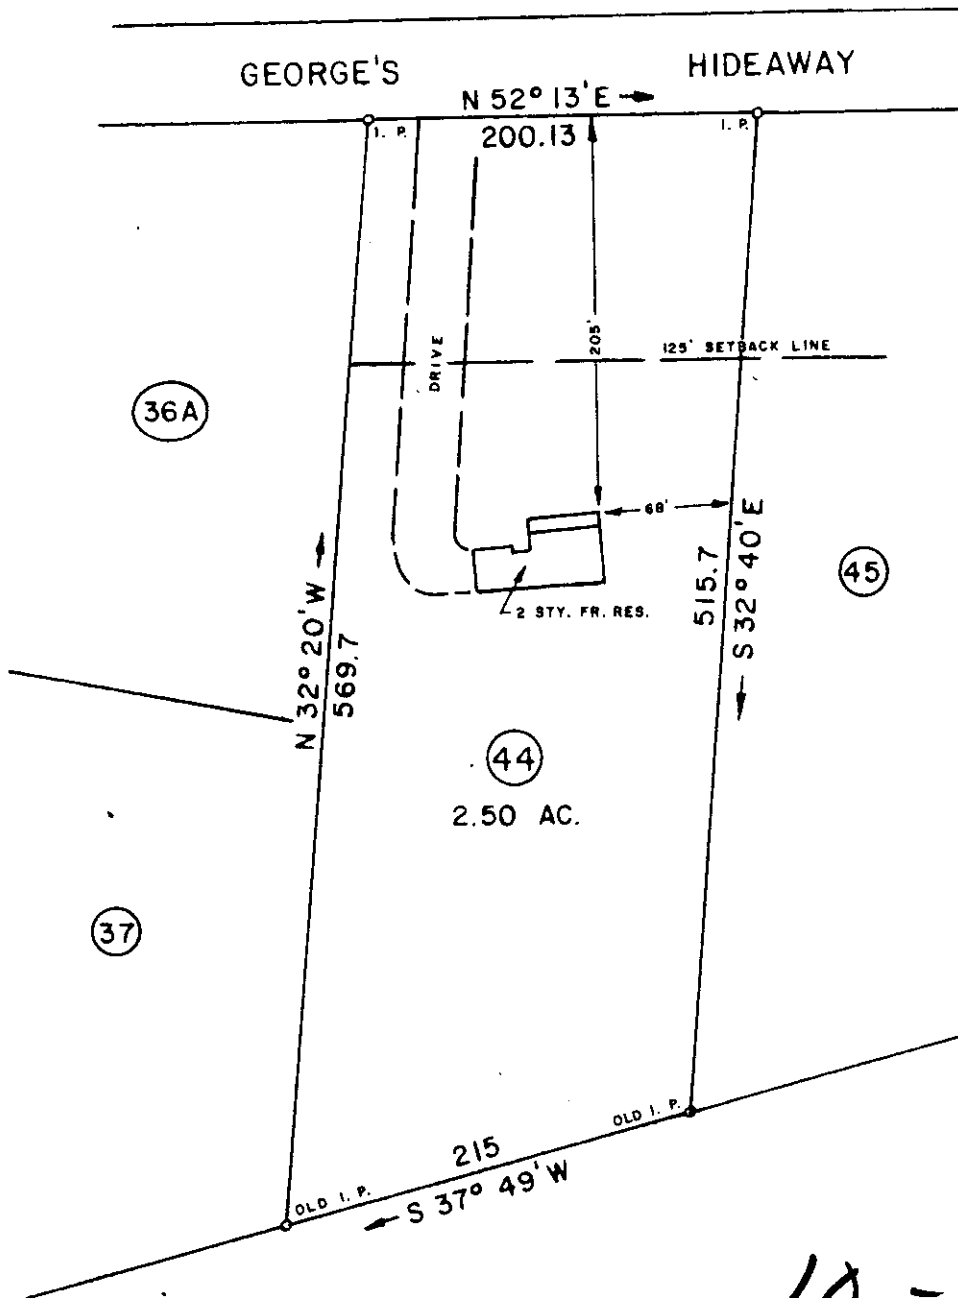 GEORGE'S HIDEAWAY
N 52° 13' E
200.13
I. P.
I. P.
205'
125' SETBACK LINE
DRIVE
36A
68'
2 STY. FR. RES.
N 32° 20' W
569.7
515.7
S 32° 40' E
45
44
2.50 AC.
37
OLD I. P.
215
OLD I. P.
S 37° 49' W